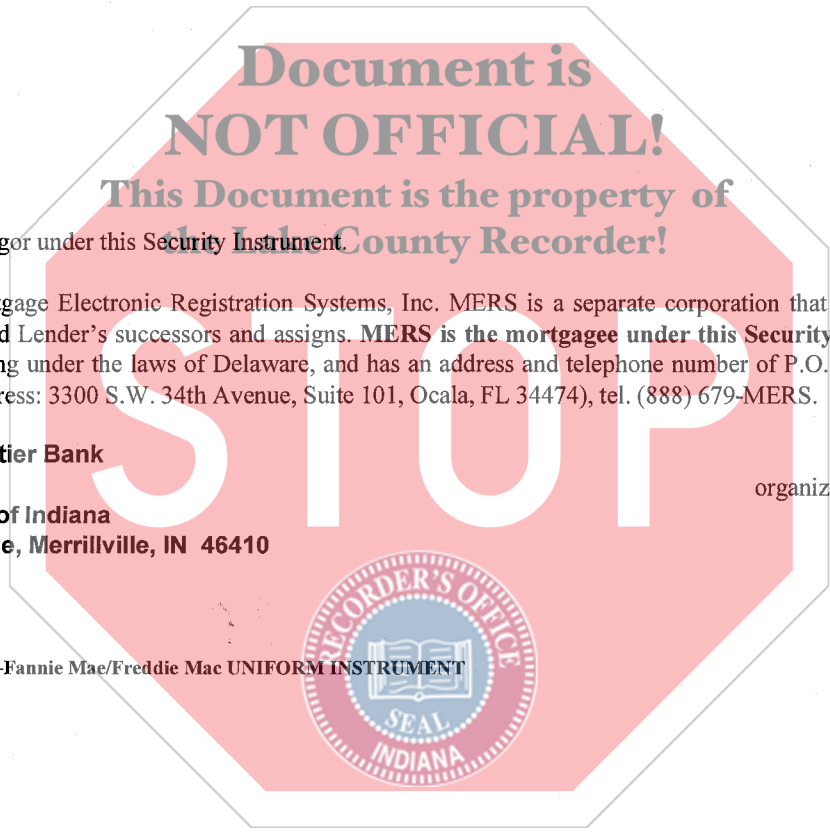 Document is
NOT OFFICIAL!
This Document is the property of
the Lake County Recorder!
gor under this Security Instrument.
gage Electronic Registration Systems, Inc. MERS is a separate corporation that
d Lender's successors and assigns. MERS is the mortgagee under this Security
ng under the laws of Delaware, and has an address and telephone number of P.O.
ress: 3300 S.W. 34th Avenue, Suite 101, Ocala, FL 34474), tel. (888) 679-MERS.
STOP
tier Bank
organiz
of Indiana
e, Merrillville, IN 46410
RECORDER'S OFFICE
-Fannie Mae/Freddie Mac UNIFORM INSTRUMENT
SEAL
INDIANA